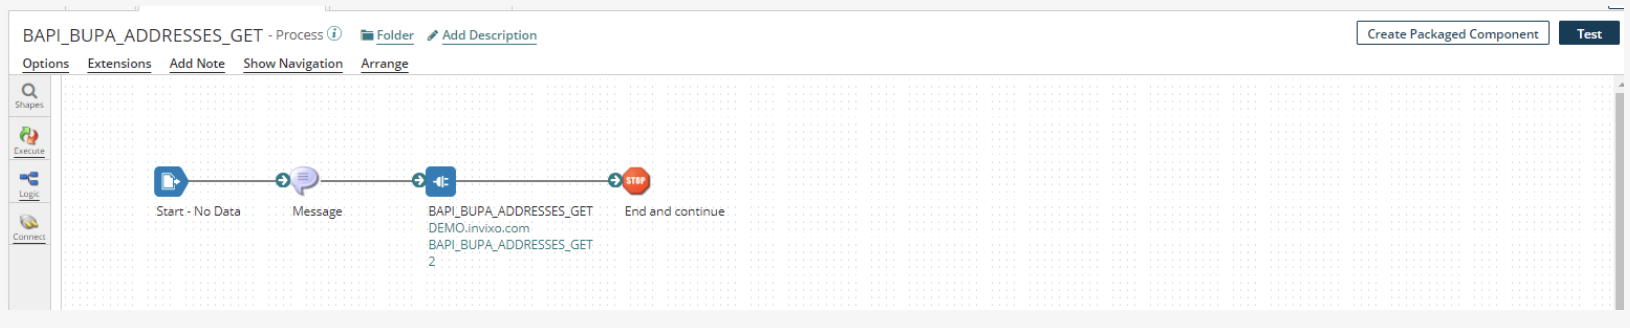 BAPI_BUPA_ADDRESSES_GET - Process i Folder Add Description
Create Packaged Component Test
Options Extensions Add Note Show Navigation Arrange
Shapes
Execute
Logic
Connect
STOP
Start - No Data
Message
BAPI_BUPA_ADDRESSES_GET
DEMO.invixo.com
BAPI_BUPA_ADDRESSES_GET
2
End and continue